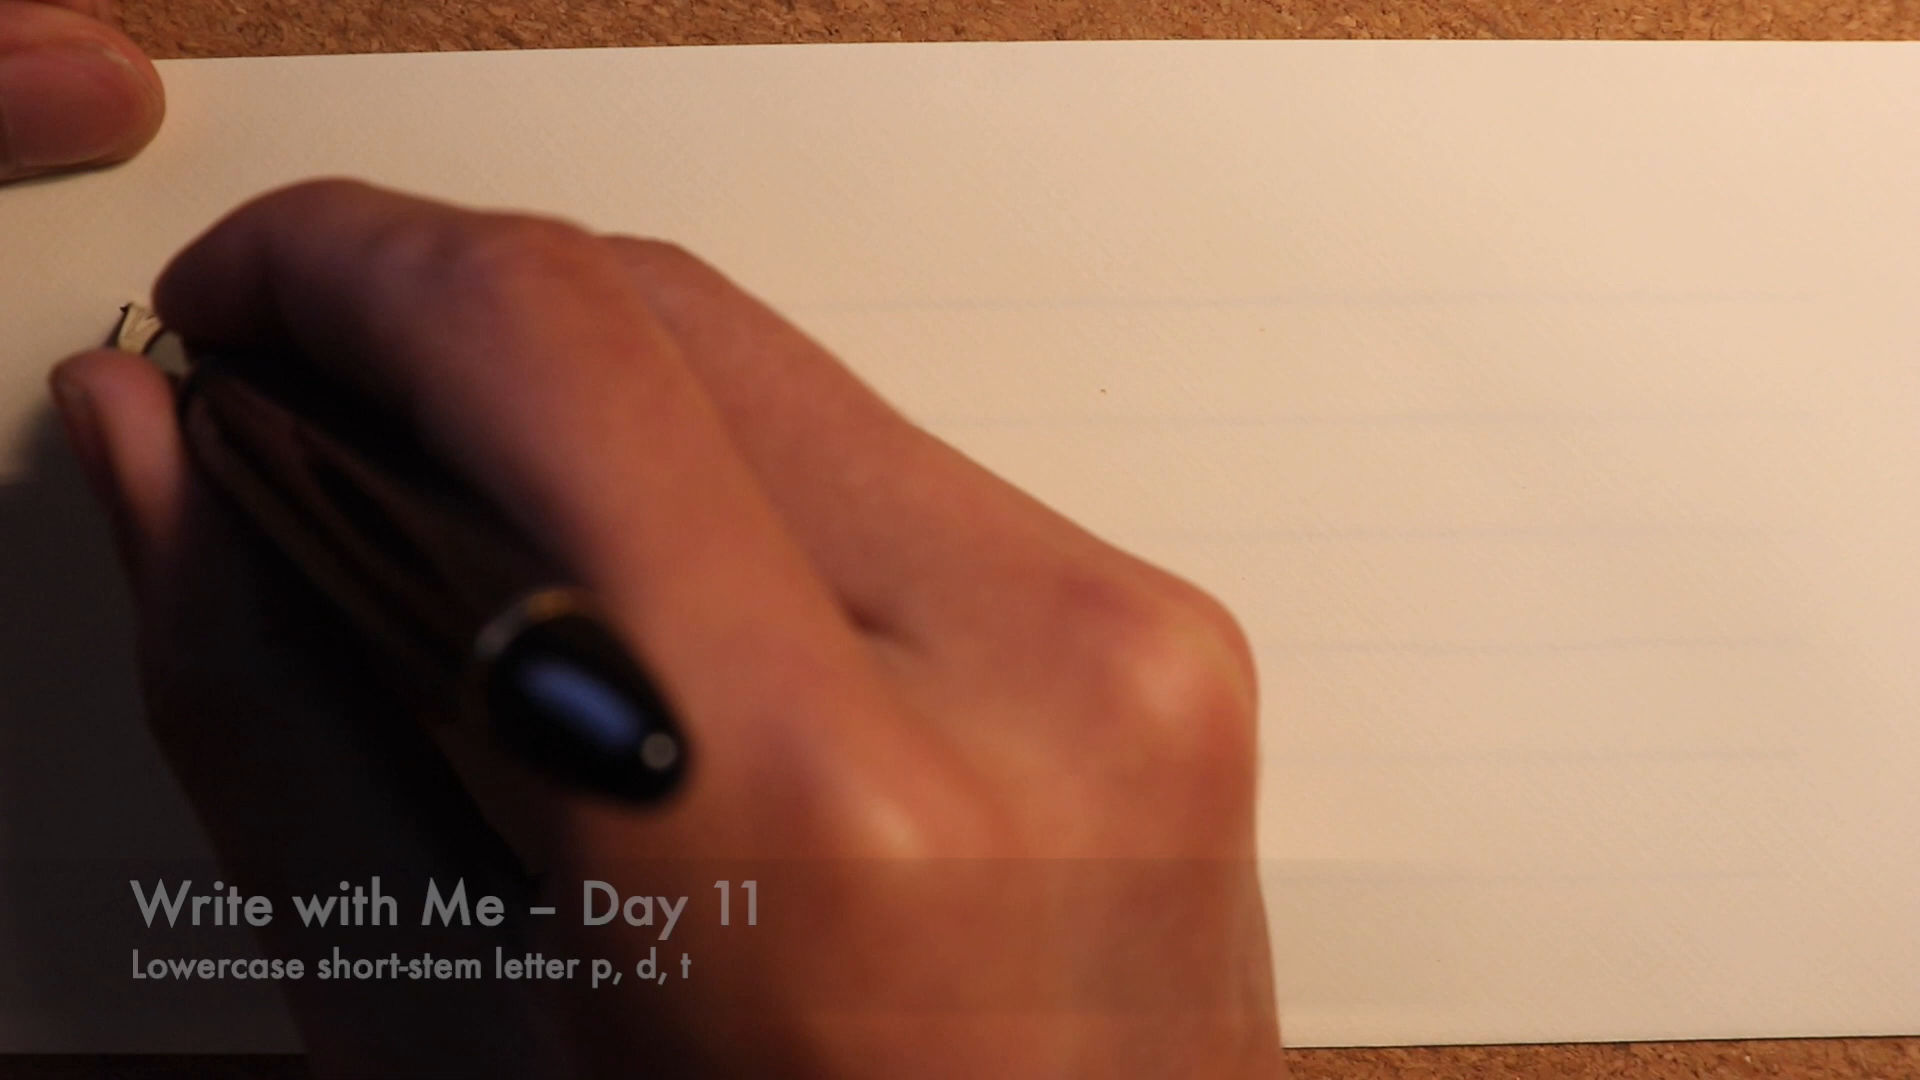 Write with Me – Day 11
Lowercase short-stem letter p, d, t